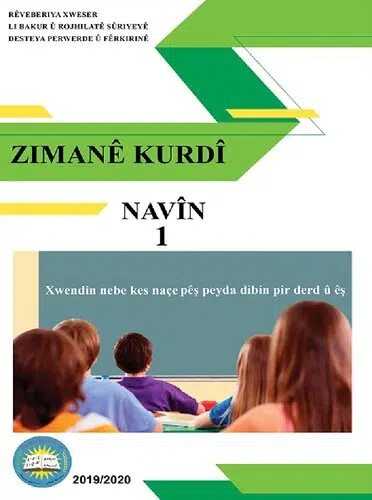 RÊVEBERIYA XWESER
LI BAKUR Û ROJHILATÊ SÛRIYEYÊ
DESTEYA PERWERDE Û FÊRKIRINÊ
ZIMANÊ KURDÎ
NAVÎN
1
Xwendin nebe kes naçe pêş peyda dibin pir derd û êş
2019/2020